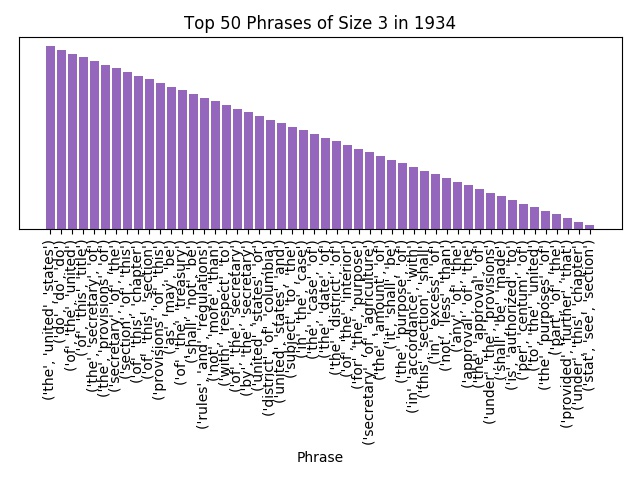 Top 50 Phrases of Size 3 in 1934
('the', 'united', 'states')
('do', 'do', 'do')
('of', 'the', 'united')
('of', 'this', 'title')
('the', 'secretary', 'of')
('the', 'provisions', 'of')
('secretary', 'of', 'the')
('section', 'of', 'this')
('of', 'this', 'chapter')
('of', 'this', 'section')
('provisions', 'of', 'this')
('as', 'may', 'be')
('of', 'the', 'treasury')
('shall', 'not', 'be')
('rules', 'and', 'regulations')
('not', 'more', 'than')
('with', 'respect', 'to')
('of', 'the', 'secretary')
('by', 'the', 'secretary')
('united', 'states', 'of')
('district', 'of', 'columbia')
('united', 'states', 'and')
('subject', 'to', 'the')
('in', 'the', 'case')
('the', 'case', 'of')
('the', 'date', 'of')
('the', 'district', 'of')
('of', 'the', 'interior')
('for', 'the', 'purpose')
('secretary', 'of', 'agriculture')
('the', 'amount', 'of')
('it', 'shall', 'be')
('the', 'purpose', 'of')
('in', 'accordance', 'with')
('this', 'section', 'shall')
('in', 'excess', 'of')
('not', 'less', 'than')
('any', 'of', 'the')
('approval', 'of', 'the')
('the', 'approval', 'of')
('under', 'the', 'provisions')
('shall', 'be', 'made')
('is', 'authorized', 'to')
('per', 'centum', 'of')
('to', 'the', 'united')
('the', 'purposes', 'of')
('part', 'of', 'the')
('provided', 'further', 'that')
('under', 'this', 'chapter')
('stat', 'see', 'section')
Phrase